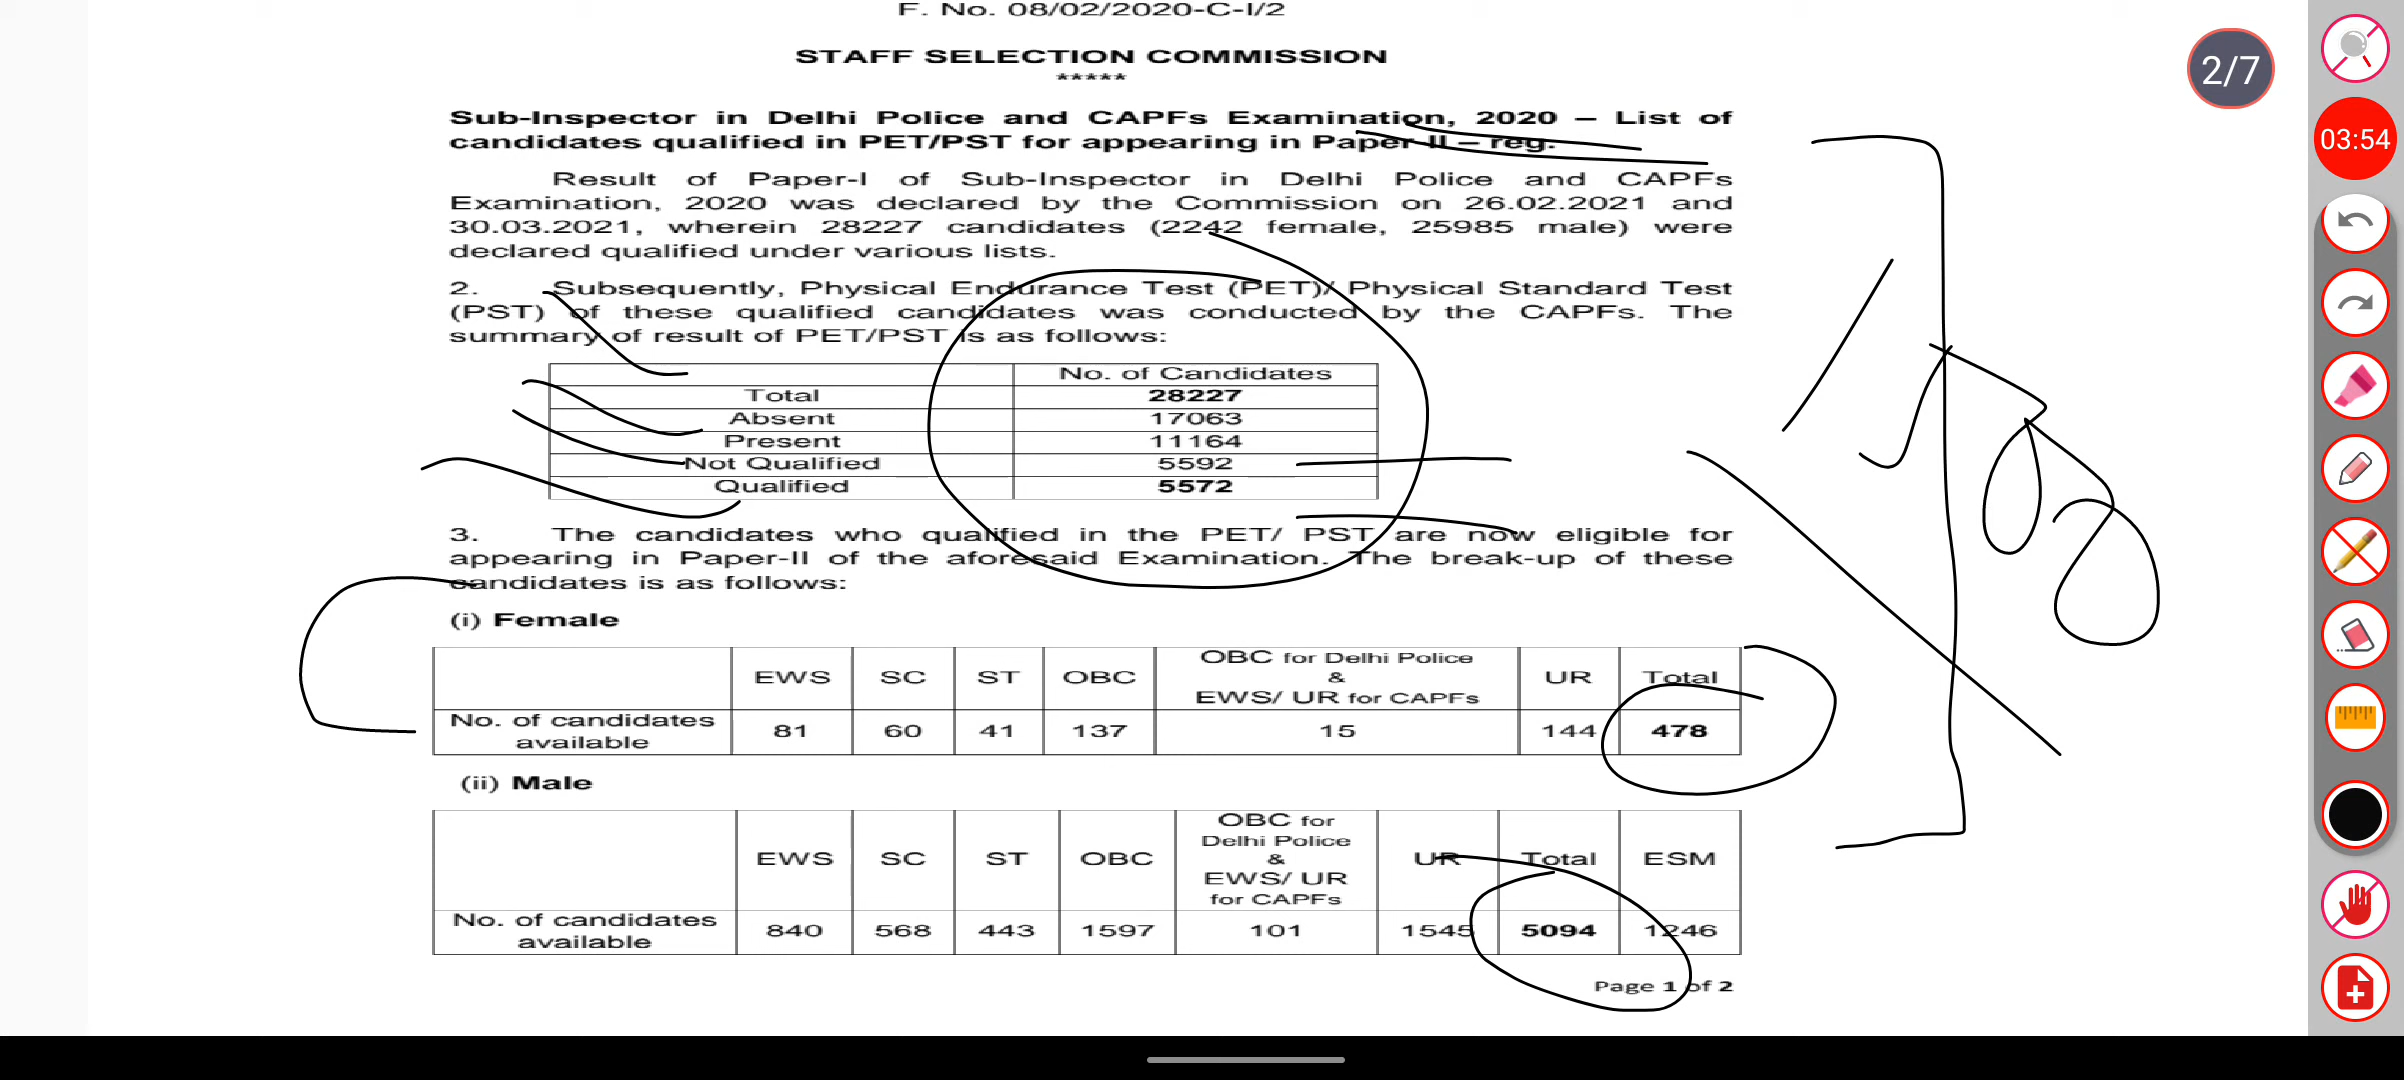 F. No. 08/02/2020-C-I/2
STAFF SELECTION COMMISSION
*****
Sub-Inspector in Delhi Police and CAPFs Examination, 2020 – List of
candidates qualified in PET/PST for appearing in Paper-II – reg.
Result of Paper-I of Sub-Inspector in Delhi Police and CAPFs
Examination, 2020 was declared by the Commission on 26.02.2021 and
30.03.2021, wherein 28227 candidates (2242 female, 25985 male) were
declared qualified under various lists.
2. Subsequently, Physical Endurance Test (PET)/ Physical Standard Test
(PST) of these qualified candidates was conducted by the CAPFs. The
summary of result of PET/PST is as follows:
No. of Candidates
Total 28227
Absent 17063
Present 11164
Not Qualified 5592
Qualified 5572
3. The candidates who qualified in the PET/ PST are now eligible for
appearing in Paper-II of the aforesaid Examination. The break-up of these
candidates is as follows:
(i) Female
EWS SC ST OBC OBC for Delhi Police & EWS/ UR for CAPFs UR Total
No. of candidates available 81 60 41 137 15 144 478
(ii) Male
EWS SC ST OBC OBC for Delhi Police & EWS/ UR for CAPFs UR Total ESM
No. of candidates available 840 568 443 1597 101 1545 5094 1246
Page 1 of 2
2/7
03:54